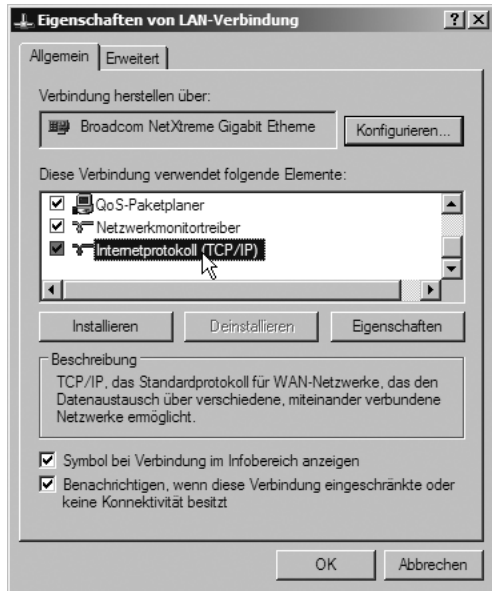 Eigenschaften von LAN-Verbindung
Allgemein
Erweitert
Verbindung herstellen über:
Broadcom NetXtreme Gigabit Etherne
Konfigurieren...
Diese Verbindung verwendet folgende Elemente:
QoS-Paketplaner
Netzwerkmonitortreiber
Internetprotokoll (TCP/IP)
Installieren
Deinstallieren
Eigenschaften
Beschreibung
TCP/IP, das Standardprotokoll für WAN-Netzwerke, das den
Datenaustausch über verschiedene, miteinander verbundene
Netzwerke ermöglicht.
Symbol bei Verbindung im Infobereich anzeigen
Benachrichtigen, wenn diese Verbindung eingeschränkte oder
keine Konnektivität besitzt
OK
Abbrechen